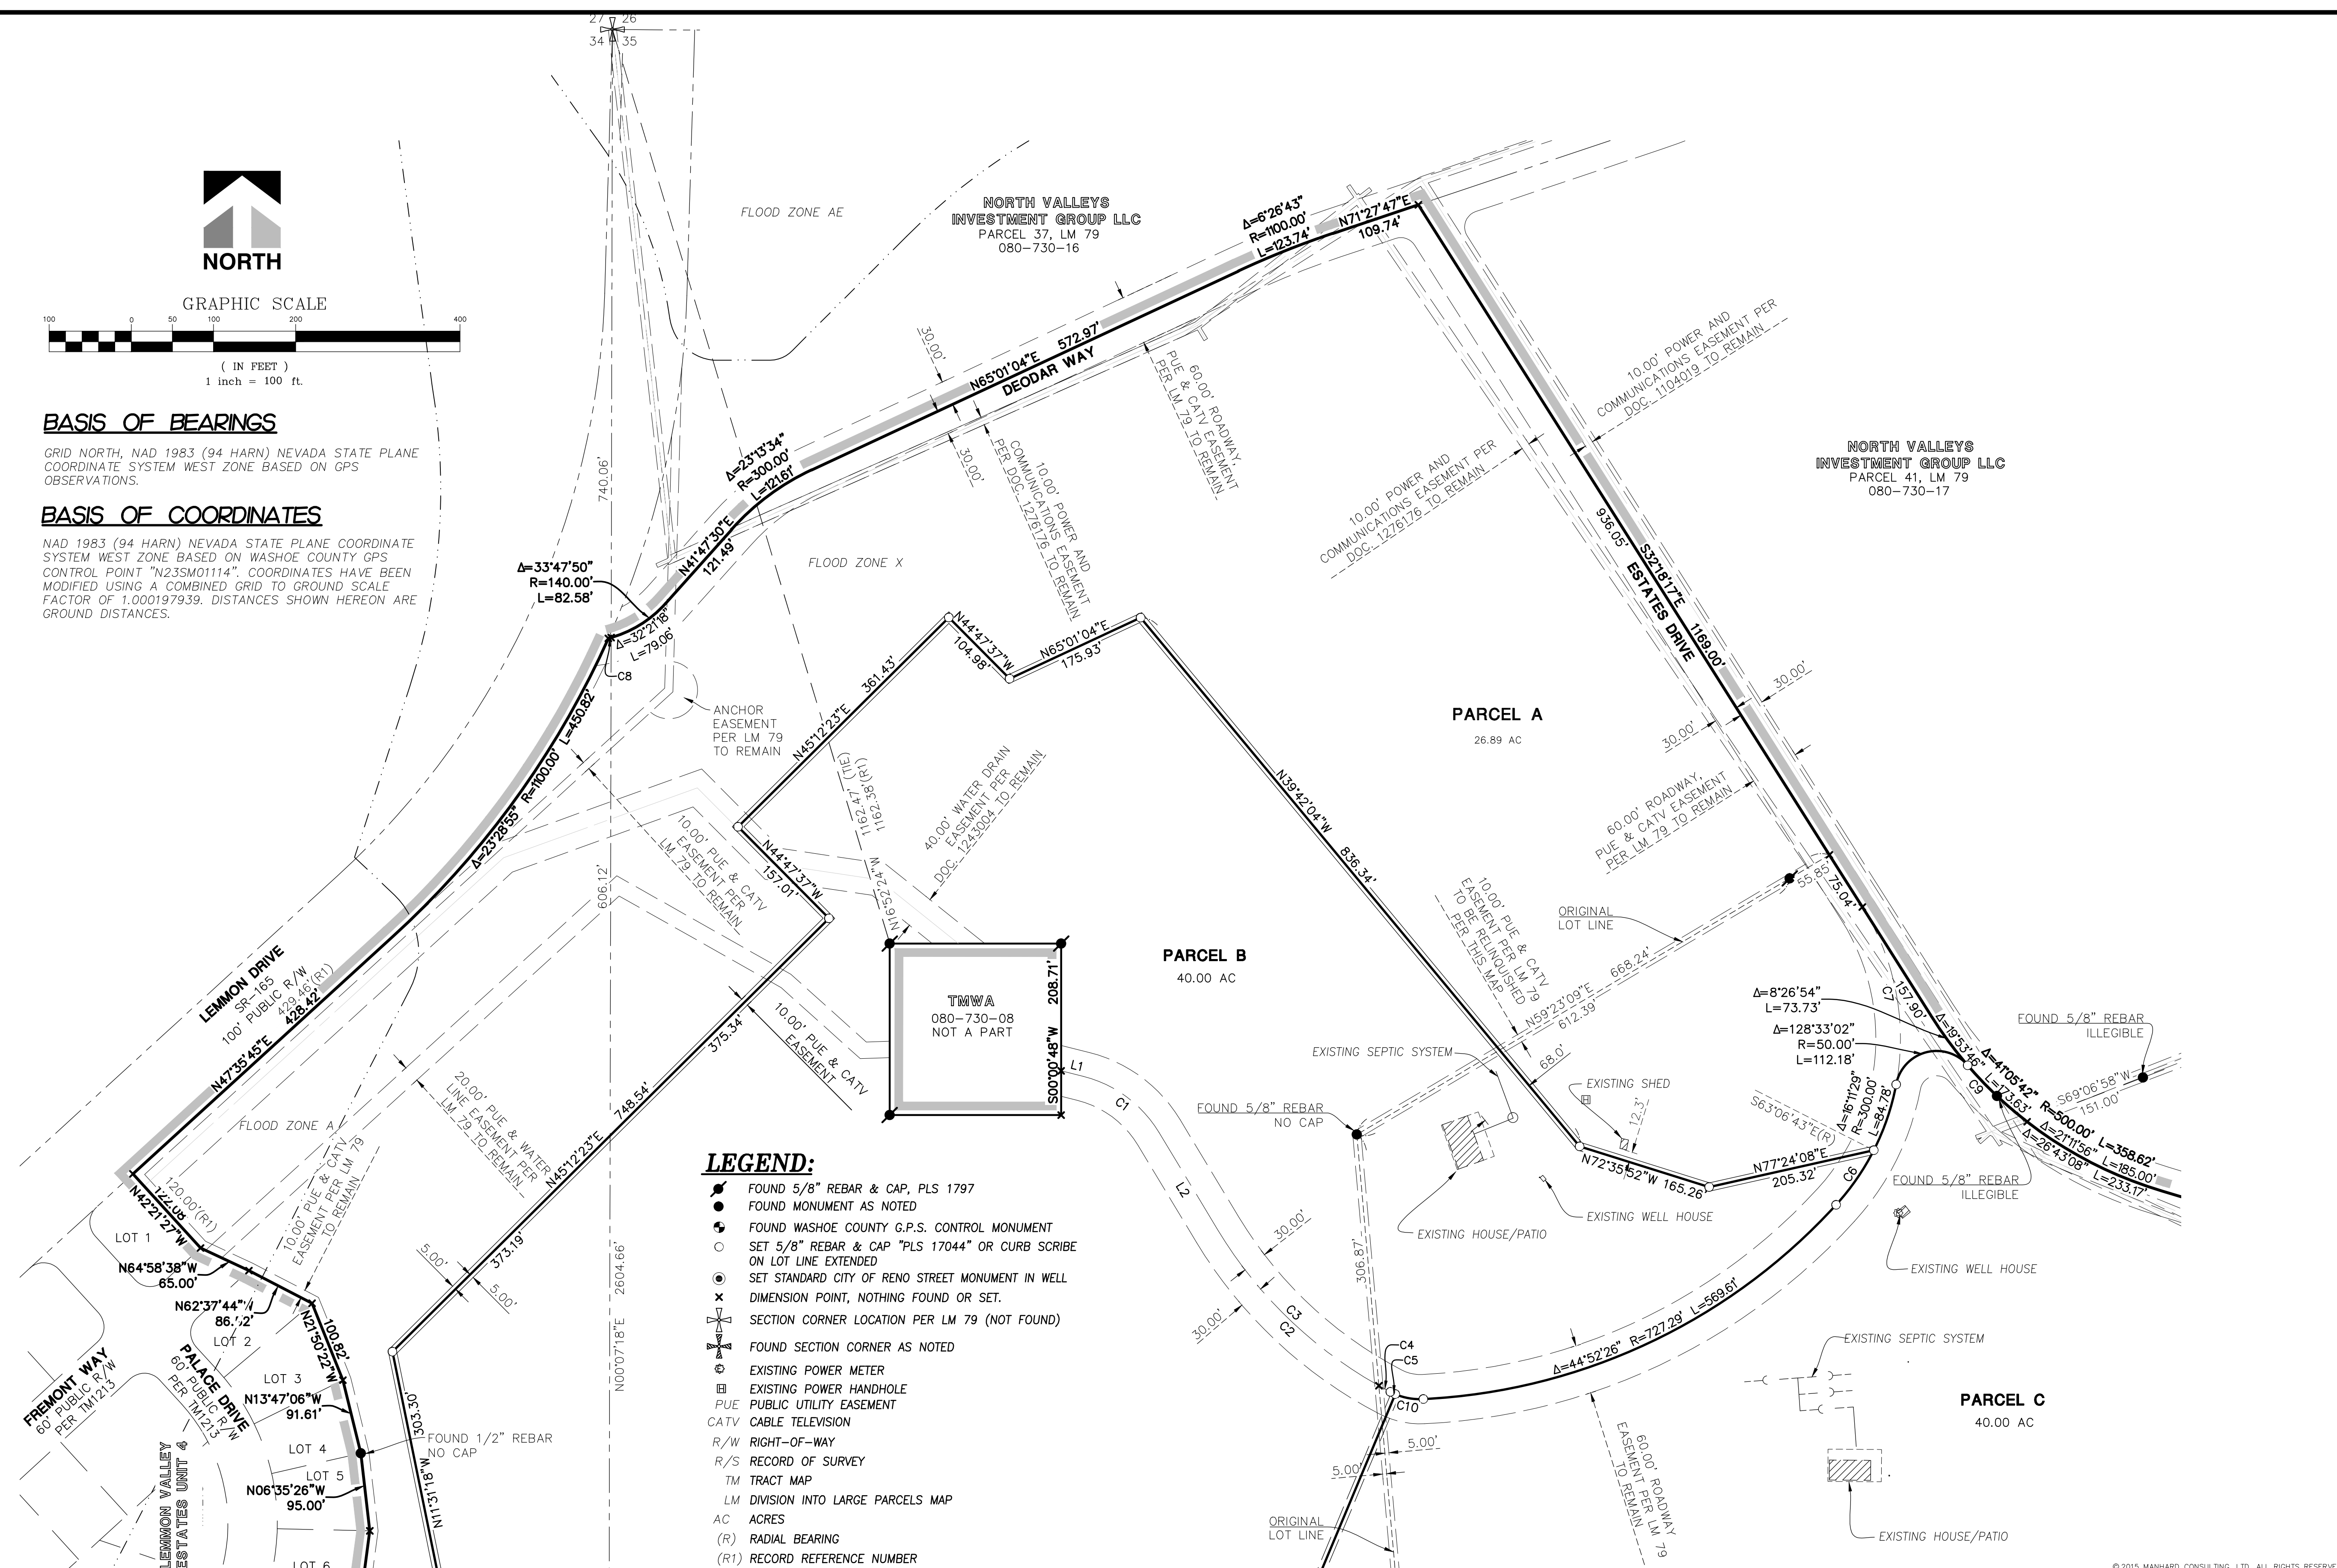 27 26
34 35
NORTH
GRAPHIC SCALE
100 0 50 100 200 400
( IN FEET )
1 inch = 100 ft.
BASIS OF BEARINGS
GRID NORTH, NAD 1983 (94 HARN) NEVADA STATE PLANE
COORDINATE SYSTEM WEST ZONE BASED ON GPS
OBSERVATIONS.
BASIS OF COORDINATES
NAD 1983 (94 HARN) NEVADA STATE PLANE COORDINATE
SYSTEM WEST ZONE BASED ON WASHOE COUNTY GPS
CONTROL POINT "N23SM01114". COORDINATES HAVE BEEN
MODIFIED USING A COMBINED GRID TO GROUND SCALE
FACTOR OF 1.000197939. DISTANCES SHOWN HEREON ARE
GROUND DISTANCES.
FLOOD ZONE AE
NORTH VALLEYS
INVESTMENT GROUP LLC
PARCEL 37, LM 79
080-730-16
Δ=6°26'43"
R=1100.00'
L=123.74'
N71°27'47"E
109.74'
30.00'
N65°01'04"E 572.97'
DEODAR WAY
30.00'
60.00' ROADWAY,
PUE & CATV EASEMENT
PER LM 79 TO REMAIN
10.00' POWER AND
COMMUNICATIONS EASEMENT
PER DOC. 1276176 TO REMAIN
10.00' POWER AND
COMMUNICATIONS EASEMENT PER
DOC. 1276176 TO REMAIN
10.00' POWER AND
COMMUNICATIONS EASEMENT PER
DOC. 1104019 TO REMAIN
NORTH VALLEYS
INVESTMENT GROUP LLC
PARCEL 41, LM 79
080-730-17
740.06'
Δ=23°13'34"
R=300.00'
L=121.61'
N41°47'30"E
121.49'
FLOOD ZONE X
Δ=33°47'50"
R=140.00'
L=82.58'
Δ=32°21'18"
L=79.06'
C8
ANCHOR
EASEMENT
PER LM 79
TO REMAIN
Δ=23°28'55" R=1100.00' L=450.82'
936.05'
S32°18'17"E 1169.00'
ESTATES DRIVE
30.00'
30.00'
60.00' ROADWAY,
PUE & CATV EASEMENT
PER LM 79 TO REMAIN
PARCEL A
26.89 AC
N45°12'23"E 361.43'
N44°47'37"W
104.98'
N65°01'04"E
175.93'
N39°42'04"W 836.34'
1162.47' (TIE)
1162.38'(R1)
N16°52'24"W
40.00' WATER DRAIN
EASEMENT PER
DOC. 1243004 TO REMAIN
N44°47'37"W
157.01'
10.00' PUE & CATV
EASEMENT PER
LM 79 TO REMAIN
606.12'
LEMMON DRIVE
SR-165
100' PUBLIC R/W
429.46'(R1)
428.42'
N47°35'45"E
PARCEL B
40.00 AC
TMWA
080-730-08
NOT A PART
S00°00'48"W 208.71'
L1
C1
L2
C3
C2
C4
C5
C10
10.00' PUE & CATV
EASEMENT
375.34'
748.54'
N45°12'23"E
373.19'
5.00'
5.00'
20.00' PUE & WATER
LINE EASEMENT PER
LM 79 TO REMAIN
FLOOD ZONE A
10.00' PUE & CATV
EASEMENT PER LM 79
TO REMAIN
120.00'(R1)
N42°21'27"W
LOT 1
N64°58'38"W
65.00'
N62°37'44"W
LOT 2
N21°50'22"W
100.82'
LOT 3
N13°47'06"W
91.61'
LOT 4
FOUND 1/2" REBAR
NO CAP
LOT 5
N06°35'26"W
95.00'
LOT 6
FREMONT WAY
60' PUBLIC R/W
PER TM1213
PALACE DRIVE
60' PUBLIC R/W
PER TM1213
LEMMON VALLEY
ESTATES UNIT 4
N11°31'18"W 303.30'
N00°07'18"E 2604.66'
10.00' PUE & CATV
EASEMENT PER LM 79
TO BE RELINQUISHED
PER THIS MAP
ORIGINAL
LOT LINE
55.85'
75.04'
N59°23'09"E 668.24'
612.39
68.0'
EXISTING SEPTIC SYSTEM
EXISTING SHED
12.3'
FOUND 5/8" REBAR
NO CAP
EXISTING HOUSE/PATIO
EXISTING WELL HOUSE
N72°35'52"W 165.26'
N77°24'08"E
205.32'
Δ=16°11'29"
R=300.00'
L=84.78'
C6
C7
157.90'
Δ=8°26'54"
L=73.73'
Δ=128°33'02"
R=50.00'
L=112.18'
Δ=19°53'46"
L=173.63'
C9
Δ=41°05'42" R=500.00' L=358.62'
Δ=21°11'56" L=185.00'
Δ=26°43'08" L=233.17'
S63°06'43"E(R)
FOUND 5/8" REBAR
ILLEGIBLE
S69°06'58"W
151.00'
FOUND 5/8" REBAR
ILLEGIBLE
EXISTING WELL HOUSE
306.87'
30.00'
30.00'
Δ=44°52'26" R=727.29' L=569.61'
5.00'
5.00'
ORIGINAL
LOT LINE
60.00' ROADWAY
EASEMENT PER LM 79
TO REMAIN
EXISTING SEPTIC SYSTEM
PARCEL C
40.00 AC
EXISTING HOUSE/PATIO
LEGEND:
FOUND 5/8" REBAR & CAP, PLS 1797
FOUND MONUMENT AS NOTED
FOUND WASHOE COUNTY G.P.S. CONTROL MONUMENT
SET 5/8" REBAR & CAP "PLS 17044" OR CURB SCRIBE
ON LOT LINE EXTENDED
SET STANDARD CITY OF RENO STREET MONUMENT IN WELL
DIMENSION POINT, NOTHING FOUND OR SET.
SECTION CORNER LOCATION PER LM 79 (NOT FOUND)
FOUND SECTION CORNER AS NOTED
EXISTING POWER METER
EXISTING POWER HANDHOLE
PUE PUBLIC UTILITY EASEMENT
CATV CABLE TELEVISION
R/W RIGHT-OF-WAY
R/S RECORD OF SURVEY
TM TRACT MAP
LM DIVISION INTO LARGE PARCELS MAP
AC ACRES
(R) RADIAL BEARING
(R1) RECORD REFERENCE NUMBER